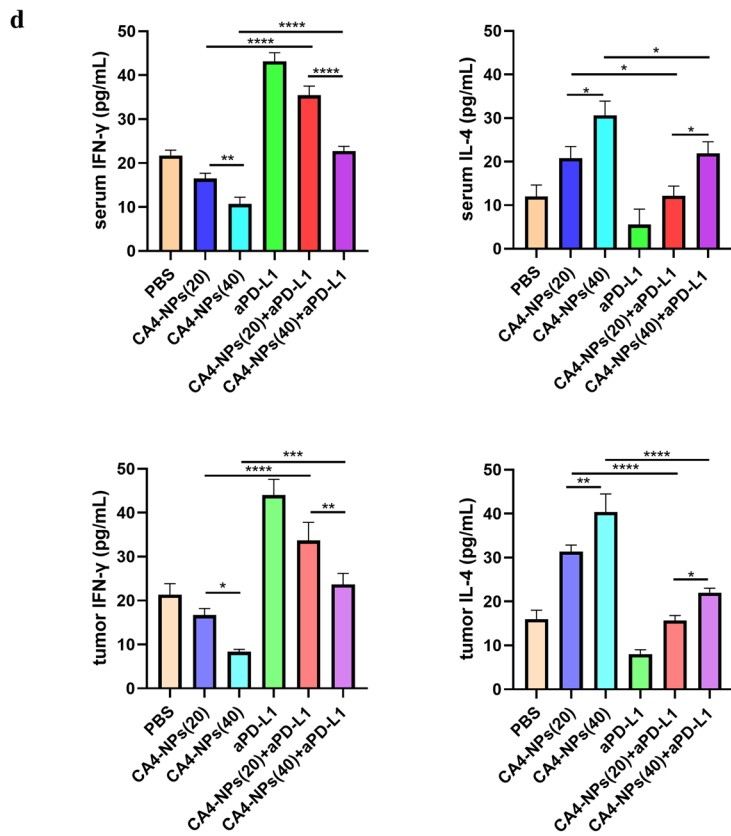 d
serum IFN-γ (pg/mL)
50
40
30
20
10
0
**
****
****
****
PBS
CA4-NPs(20)
CA4-NPs(40)
aPD-L1
CA4-NPs(20)+aPD-L1
CA4-NPs(40)+aPD-L1
serum IL-4 (pg/mL)
50
40
30
20
10
0
*
*
*
*
PBS
CA4-NPs(20)
CA4-NPs(40)
aPD-L1
CA4-NPs(20)+aPD-L1
CA4-NPs(40)+aPD-L1
tumor IFN-γ (pg/mL)
50
40
30
20
10
0
*
****
***
**
PBS
CA4-NPs(20)
CA4-NPs(40)
aPD-L1
CA4-NPs(20)+aPD-L1
CA4-NPs(40)+aPD-L1
tumor IL-4 (pg/mL)
50
40
30
20
10
0
**
****
****
*
PBS
CA4-NPs(20)
CA4-NPs(40)
aPD-L1
CA4-NPs(20)+aPD-L1
CA4-NPs(40)+aPD-L1